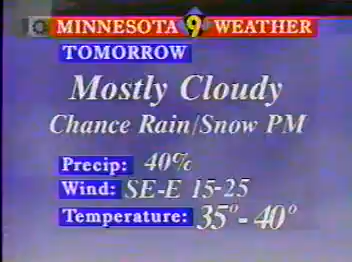 MINNESOTA 9 WEATHER
TOMORROW
Mostly Cloudy
Chance Rain/Snow PM
Precip: 40%
Wind: SE-E 15-25
Temperature: 35° - 40°